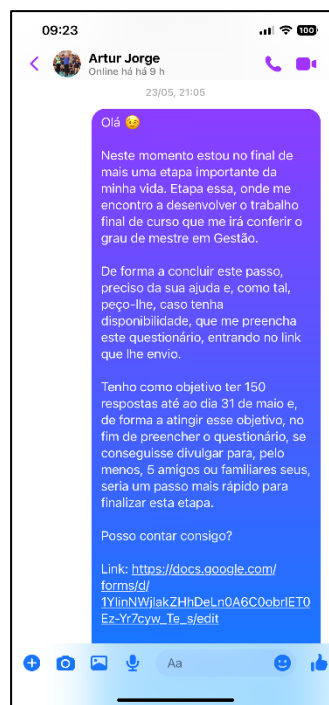 09:23
100
Artur Jorge
Online há há 9 h
23/05, 21:05
Olá 😉
Neste momento estou no final de
mais uma etapa importante da
minha vida. Etapa essa, onde me
encontro a desenvolver o trabalho
final de curso que me irá conferir o
grau de mestre em Gestão.
De forma a concluir este passo,
preciso da sua ajuda e, como tal,
peço-lhe, caso tenha
disponibilidade, que me preencha
este questionário, entrando no link
que lhe envio.
Tenho como objetivo ter 150
respostas até ao dia 31 de maio e,
de forma a atingir esse objetivo, no
fim de preencher o questionário, se
conseguisse divulgar para, pelo
menos, 5 amigos ou familiares seus,
seria um passo mais rápido para
finalizar esta etapa.
Posso contar consigo?
Link: https://docs.google.com/
forms/d/
1YlinNWjlakZHhDeLn0A6C0obrlET0
Ez-Yr7cyw_Te_s/edit
Aa